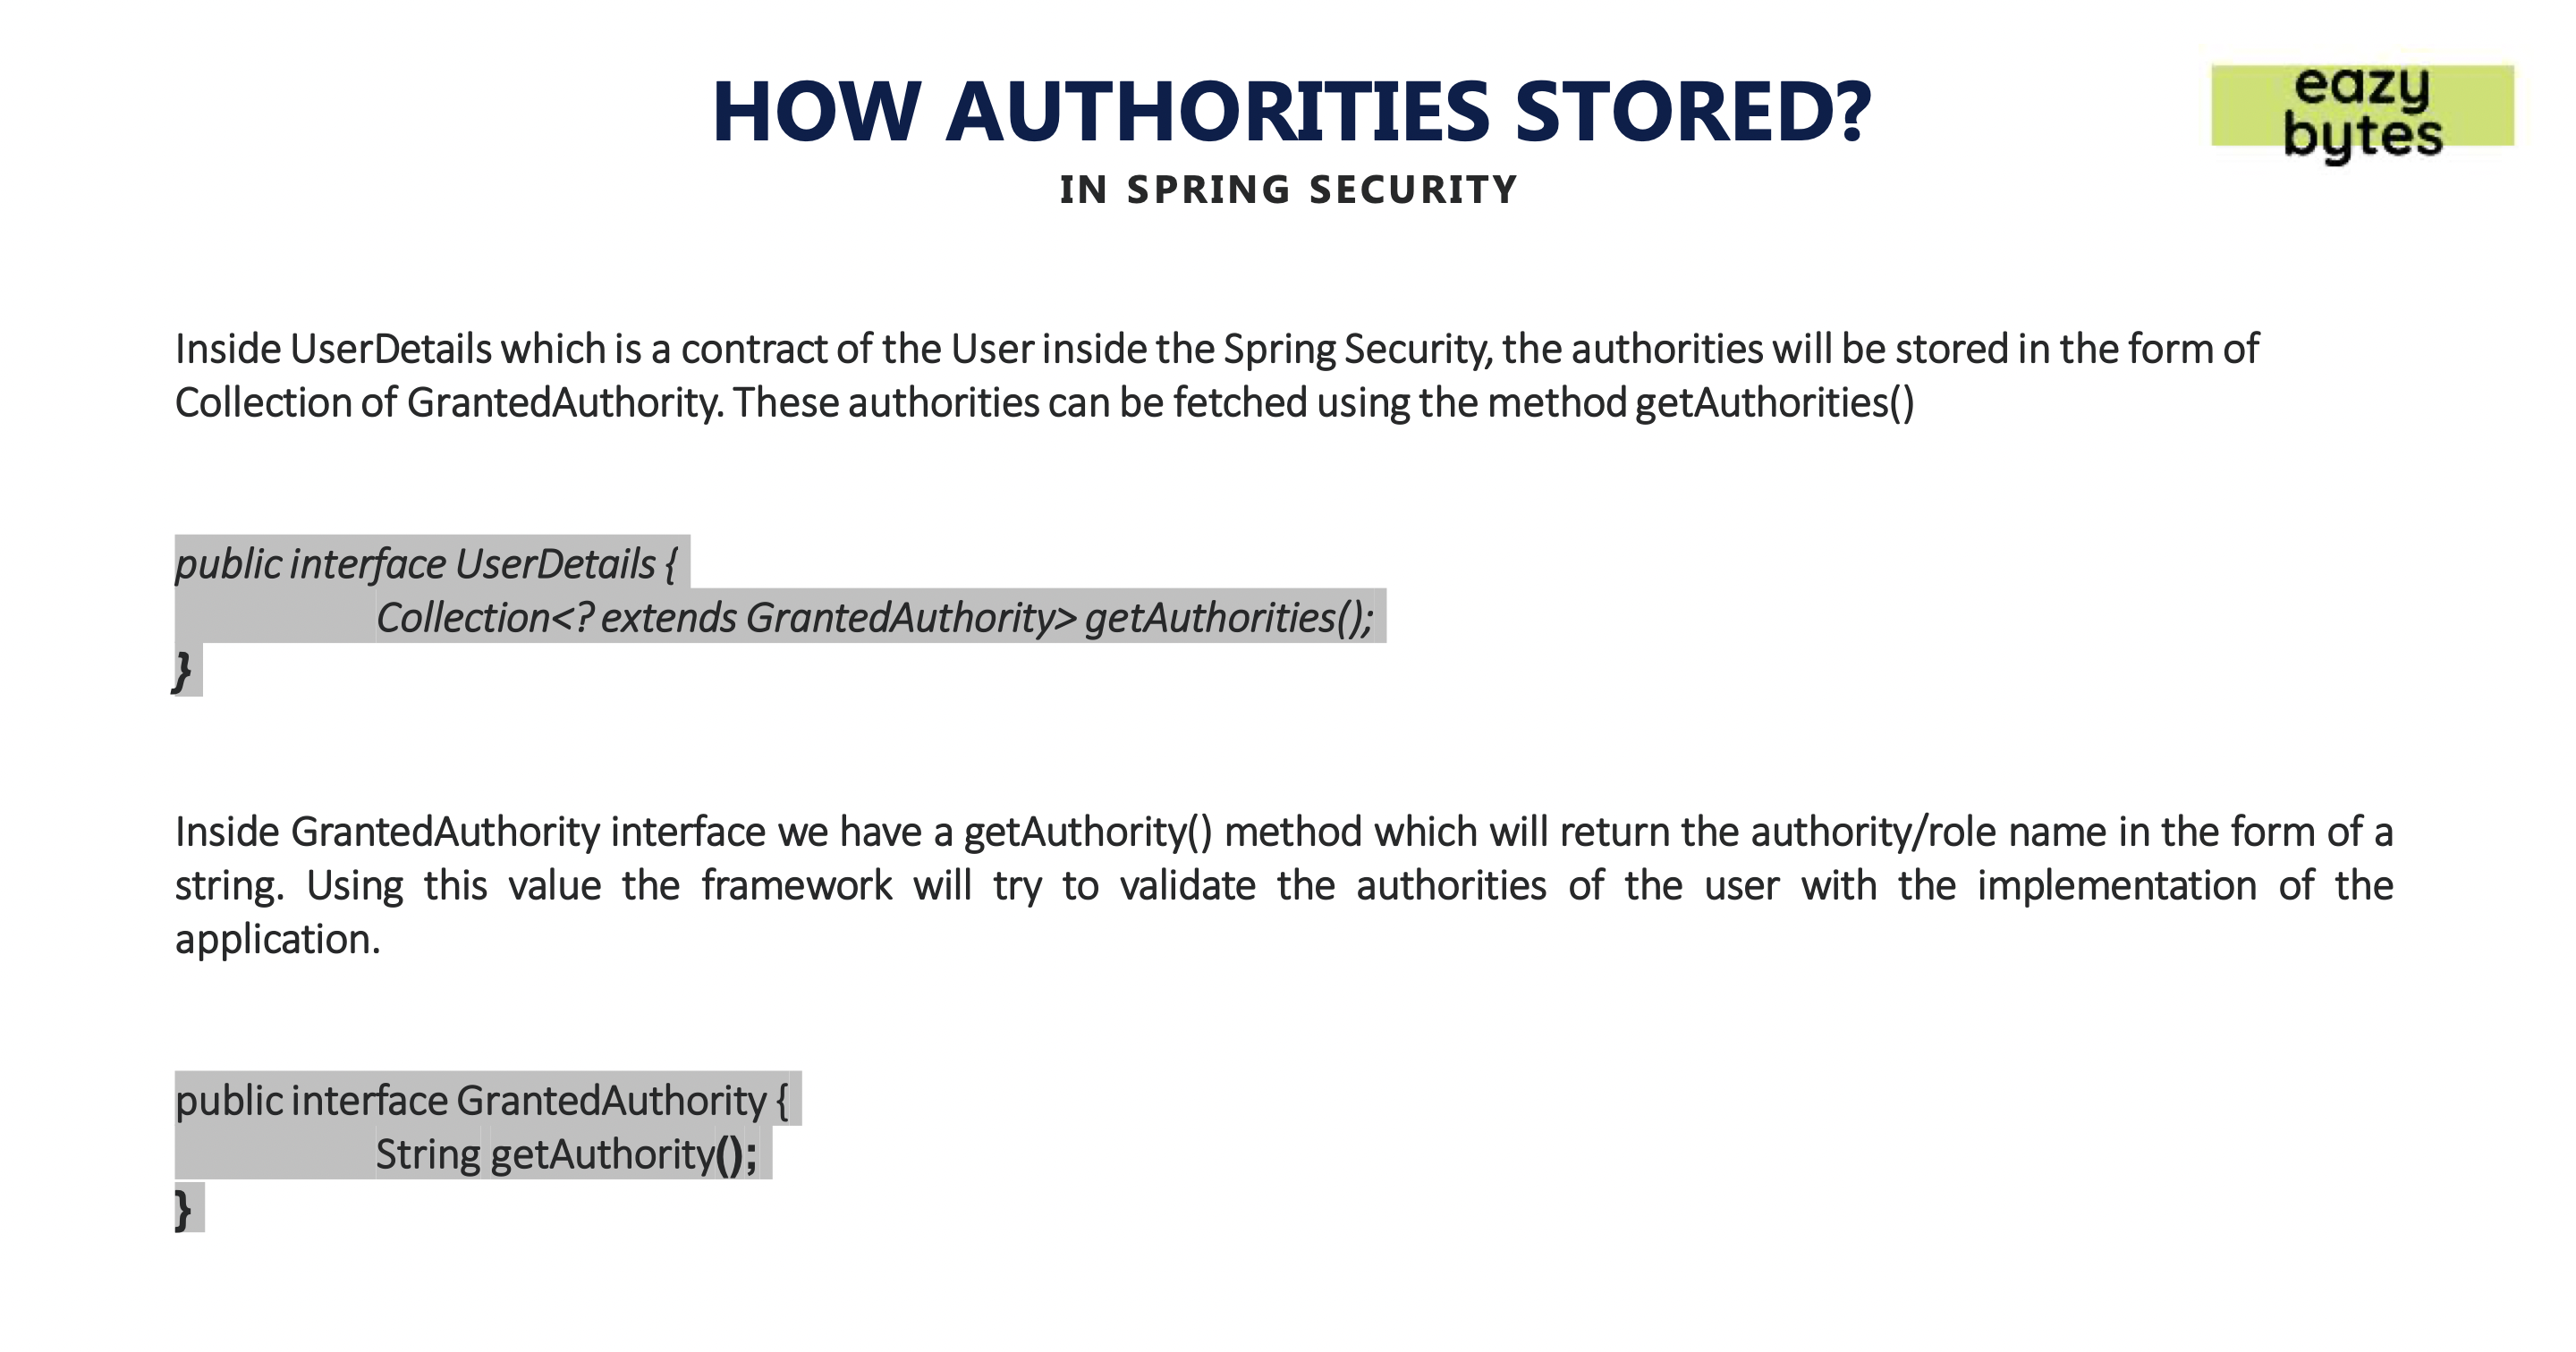 HOW AUTHORITIES STORED?
IN SPRING SECURITY
eazy
bytes
Inside UserDetails which is a contract of the User inside the Spring Security, the authorities will be stored in the form of
Collection of GrantedAuthority. These authorities can be fetched using the method getAuthorities()
public interface UserDetails {
Collection<? extends GrantedAuthority> getAuthorities();
}
Inside GrantedAuthority interface we have a getAuthority() method which will return the authority/role name in the form of a
string. Using this value the framework will try to validate the authorities of the user with the implementation of the
application.
public interface GrantedAuthority {
String getAuthority();
}